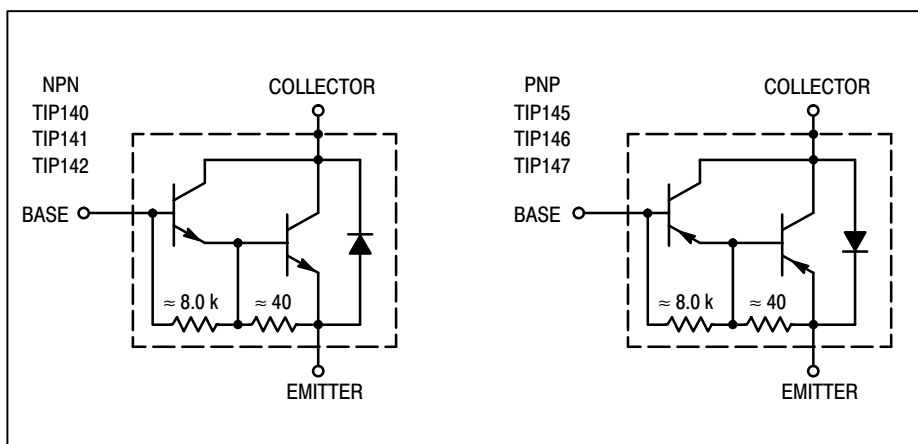 NPN
TIP140
TIP141
TIP142
COLLECTOR
BASE
≈ 8.0 k
≈ 40
EMITTER
PNP
TIP145
TIP146
TIP147
COLLECTOR
BASE
≈ 8.0 k
≈ 40
EMITTER